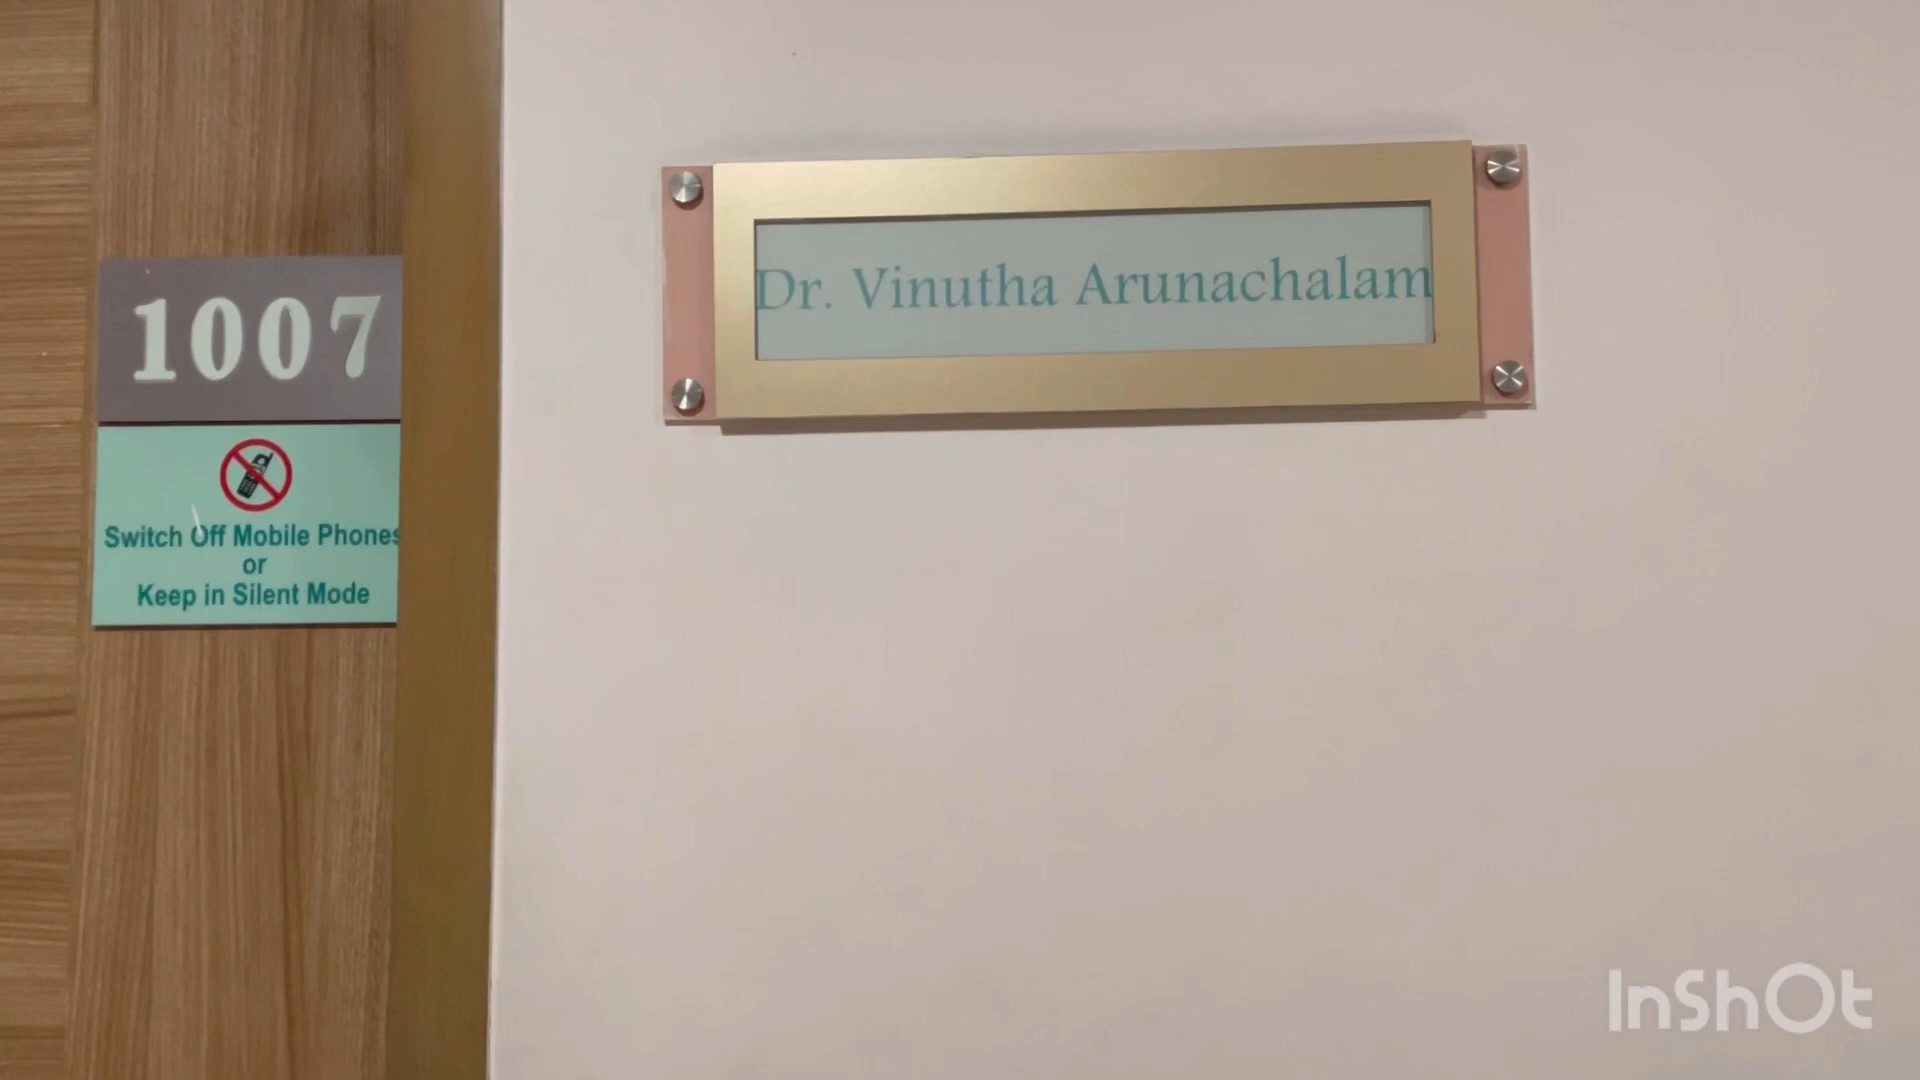 1007
Switch Off Mobile Phones
or
Keep in Silent Mode
Dr. Vinutha Arunachalam
InShOt